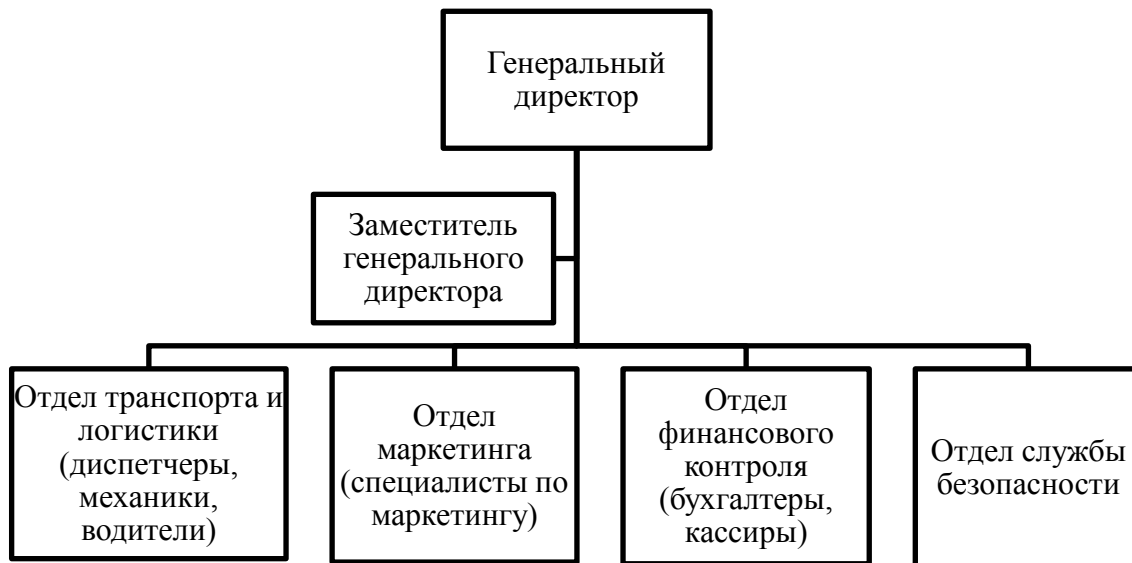 Генеральный
директор
Заместитель
генерального
директора
Отдел транспорта и
логистики
(диспетчеры,
механики,
водители)
Отдел
маркетинга
(специалисты по
маркетингу)
Отдел
финансового
контроля
(бухгалтеры,
кассиры)
Отдел службы
безопасности